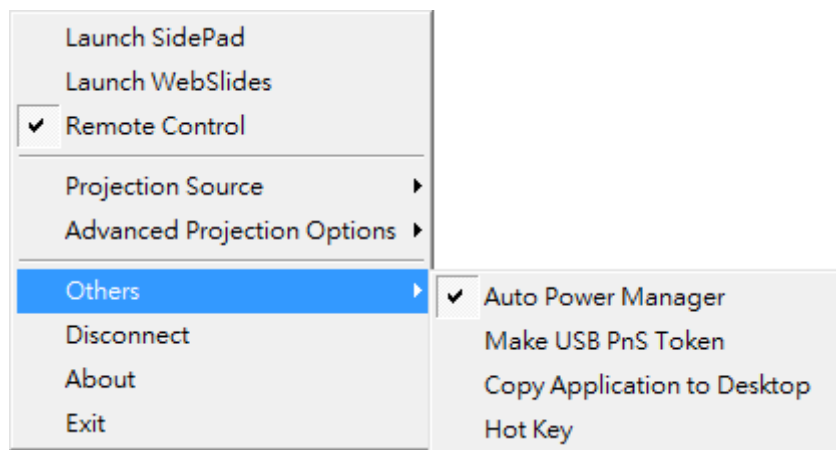 Launch SidePad
Launch WebSlides
Remote Control
Projection Source
Advanced Projection Options
Others
Disconnect
About
Exit
Auto Power Manager
Make USB PnS Token
Copy Application to Desktop
Hot Key